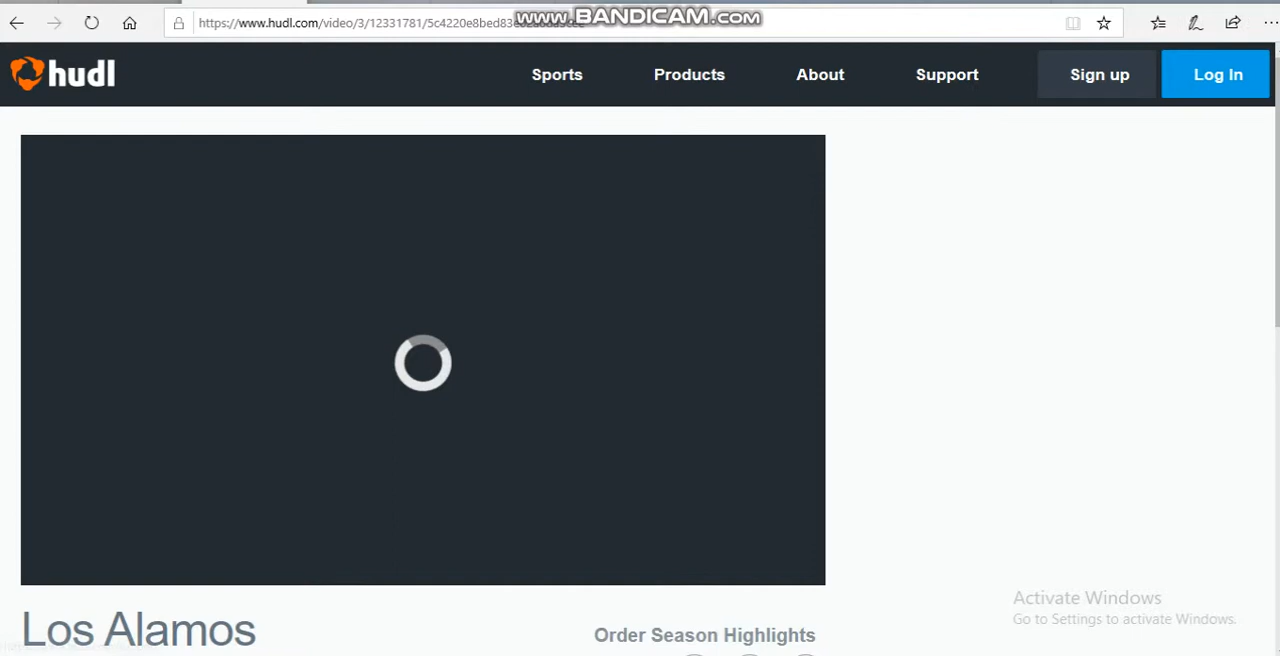 https://www.hudl.com/video/3/12331781/5c4220e8bed83
www.BANDICAM.com
hudl
Sports
Products
About
Support
Sign up
Log In
Los Alamos
Order Season Highlights
Activate Windows
Go to Settings to activate Windows.